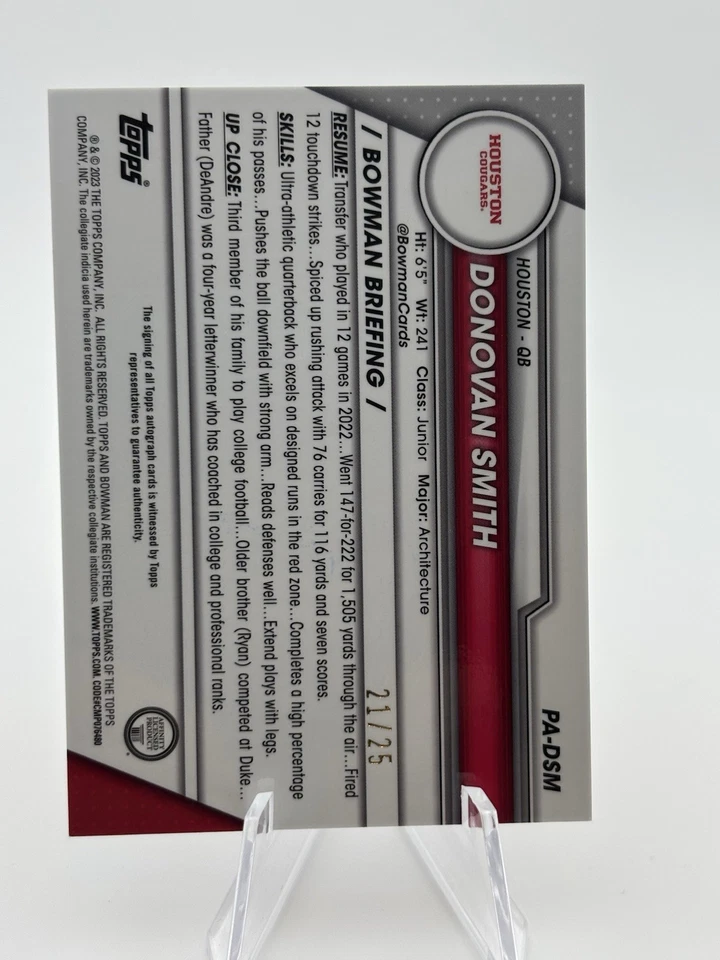 PA-DSM
HOUSTON - QB
HOUSTON
COUGARS.
DONOVAN SMITH
Ht: 6'5" Wt: 241 Class: Junior Major: Architecture
@BowmanCards
/ BOWMAN BRIEFING /
21/25
RESUME: Transfer who played in 12 games in 2022...Went 147-for-222 for 1,505 yards through the air...Fired
12 touchdown strikes...Spiced up rushing attack with 76 carries for 116 yards and seven scores.
SKILLS: Ultra-athletic quarterback who excels on designed runs in the red zone...Completes a high percentage
of his passes...Pushes the ball downfield with strong arm...Reads defenses well...Extend plays with legs.
UP CLOSE: Third member of his family to play college football...Older brother (Ryan) competed at Duke...
Father (DeAndre) was a four-year letterwinner who has coached in college and professional ranks.
topps®
The signing of all Topps autograph cards is witnessed by Topps
representatives to guarantee authenticity.
AFFINITY
LICENSED
PRODUCT
® & © 2023 THE TOPPS COMPANY, INC. ALL RIGHTS RESERVED. TOPPS AND BOWMAN ARE REGISTERED TRADEMARKS OF THE TOPPS
COMPANY, INC. The collegiate indicia used herein are trademarks owned by the respective collegiate institutions. WWW.TOPPS.COM. CODE#CMP076480